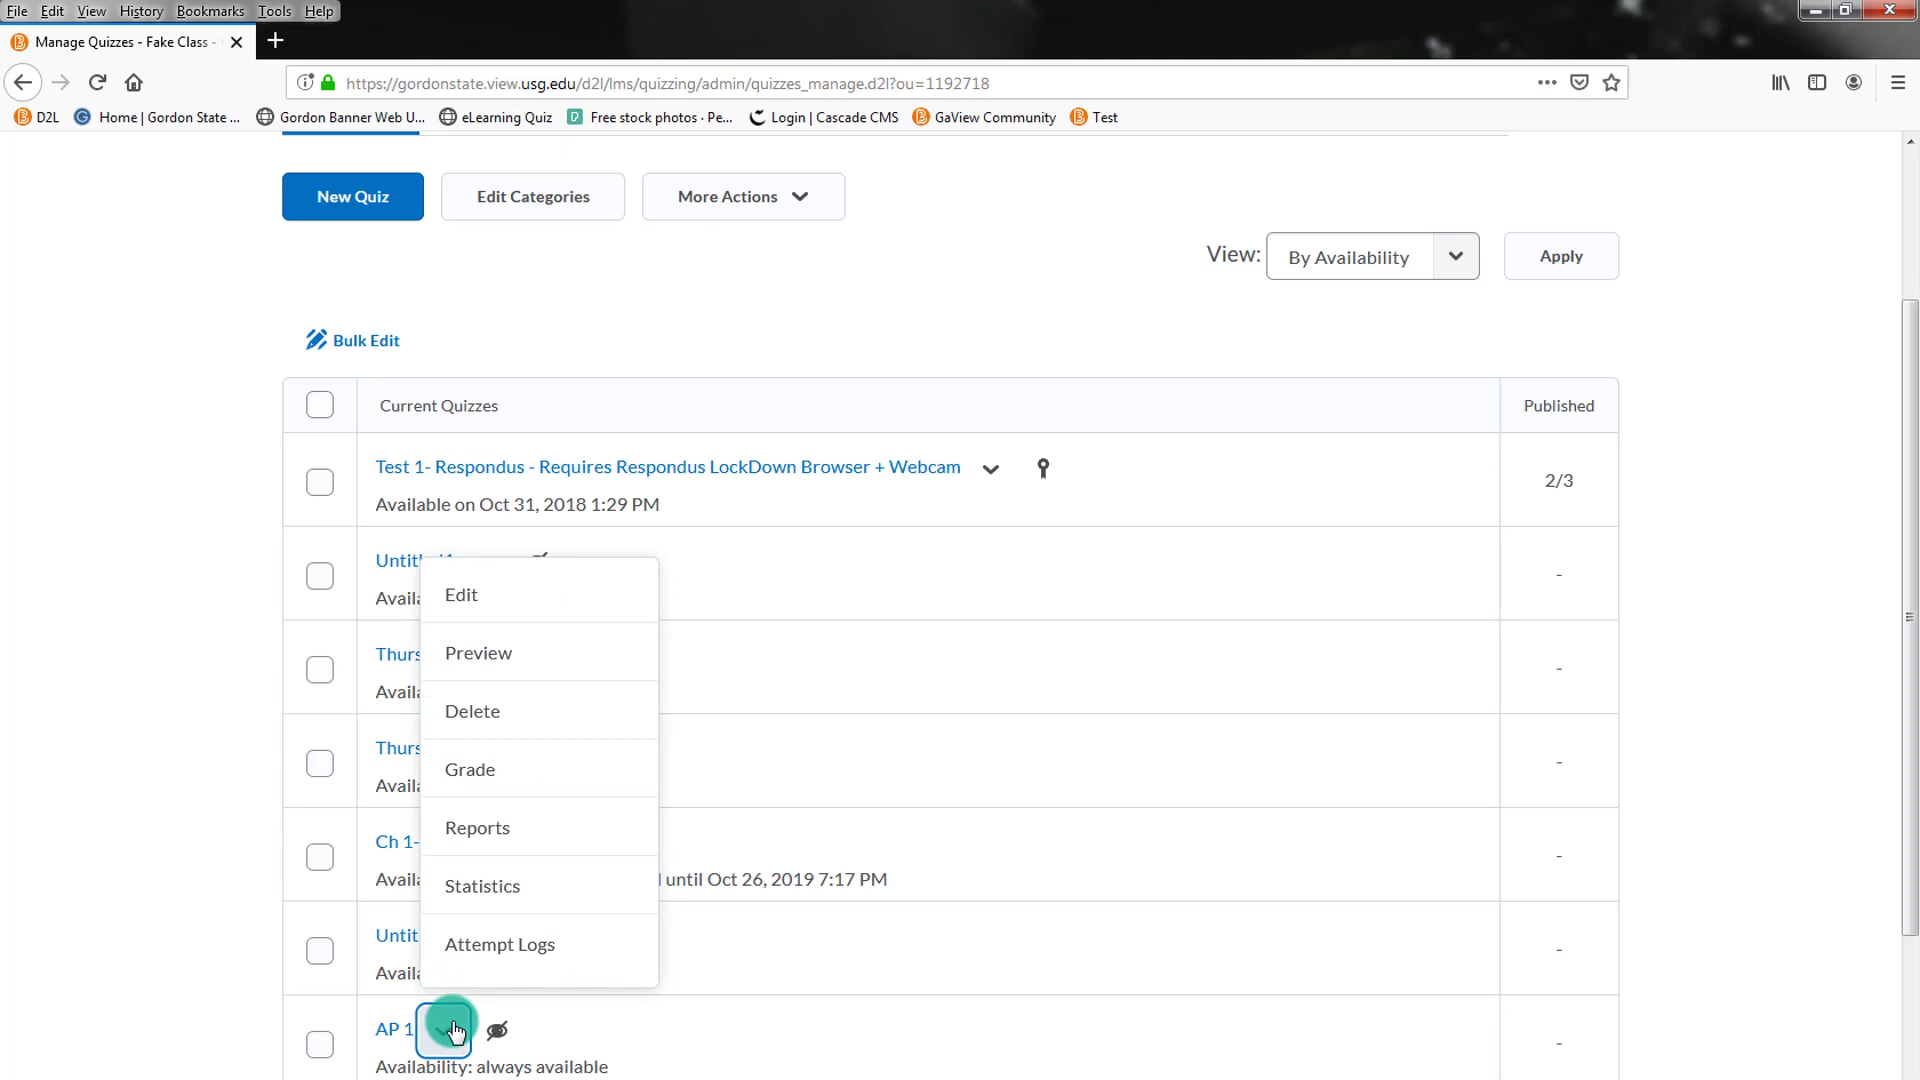 File Edit View History Bookmarks Tools Help
Manage Quizzes - Fake Class -
https://gordonstate.view.usg.edu/d2l/lms/quizzing/admin/quizzes_manage.d2l?ou=1192718
D2L Home | Gordon State ... Gordon Banner Web U... eLearning Quiz Free stock photos · Pe... Login | Cascade CMS GaView Community Test
New Quiz Edit Categories More Actions
View: By Availability Apply
Bulk Edit
Current Quizzes Published
Test 1- Respondus - Requires Respondus LockDown Browser + Webcam
2/3
Available on Oct 31, 2018 1:29 PM
Edit
Preview
Delete
Grade
Reports
Statistics
until Oct 26, 2019 7:17 PM
Attempt Logs
AP 1
Availability: always available